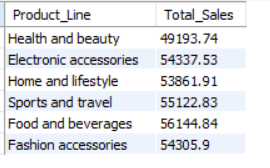 Product_Line Total_Sales
Health and beauty 49193.74
Electronic accessories 54337.53
Home and lifestyle 53861.91
Sports and travel 55122.83
Food and beverages 56144.84
Fashion accessories 54305.9